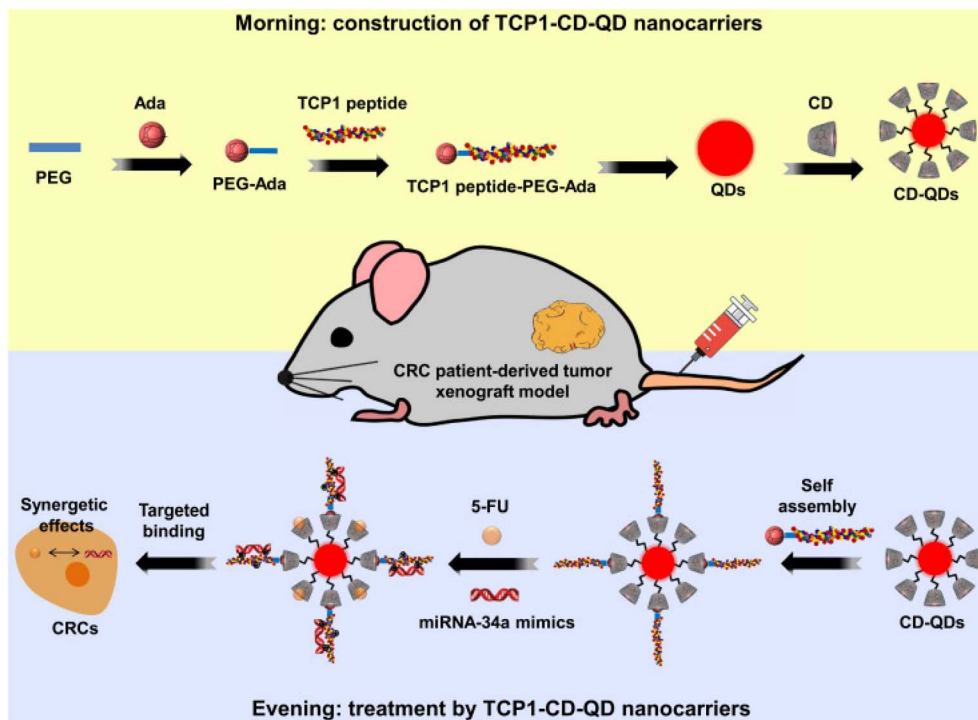 Morning: construction of TCP1-CD-QD nanocarriers
Ada
TCP1 peptide
CD
PEG
PEG-Ada
TCP1 peptide-PEG-Ada
QDs
CD-QDs
CRC patient-derived tumor
xenograft model
Synergetic
effects
Targeted
binding
5-FU
Self
assembly
CRCs
miRNA-34a mimics
CD-QDs
Evening: treatment by TCP1-CD-QD nanocarriers